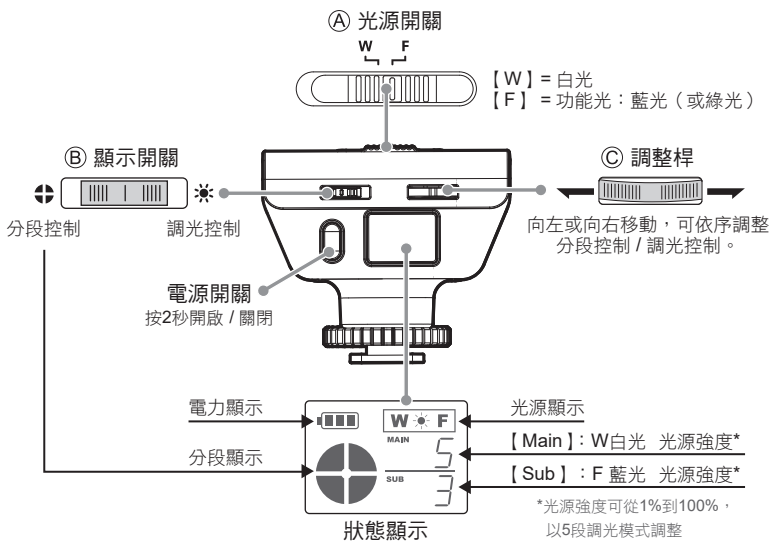 Ⓐ 光源開關
W F
【W】= 白光
【F】 = 功能光：藍光（或綠光）
Ⓑ 顯示開關
分段控制
調光控制
Ⓒ 調整桿
向左或向右移動，可依序調整
分段控制 / 調光控制。
電源開關
按2秒開啟 / 關閉
電力顯示
W F
光源顯示
MAIN
5
【Main】：W白光 光源強度*
分段顯示
SUB
3
【Sub】：F 藍光 光源強度*
*光源強度可從1%到100%，
以5段調光模式調整
狀態顯示